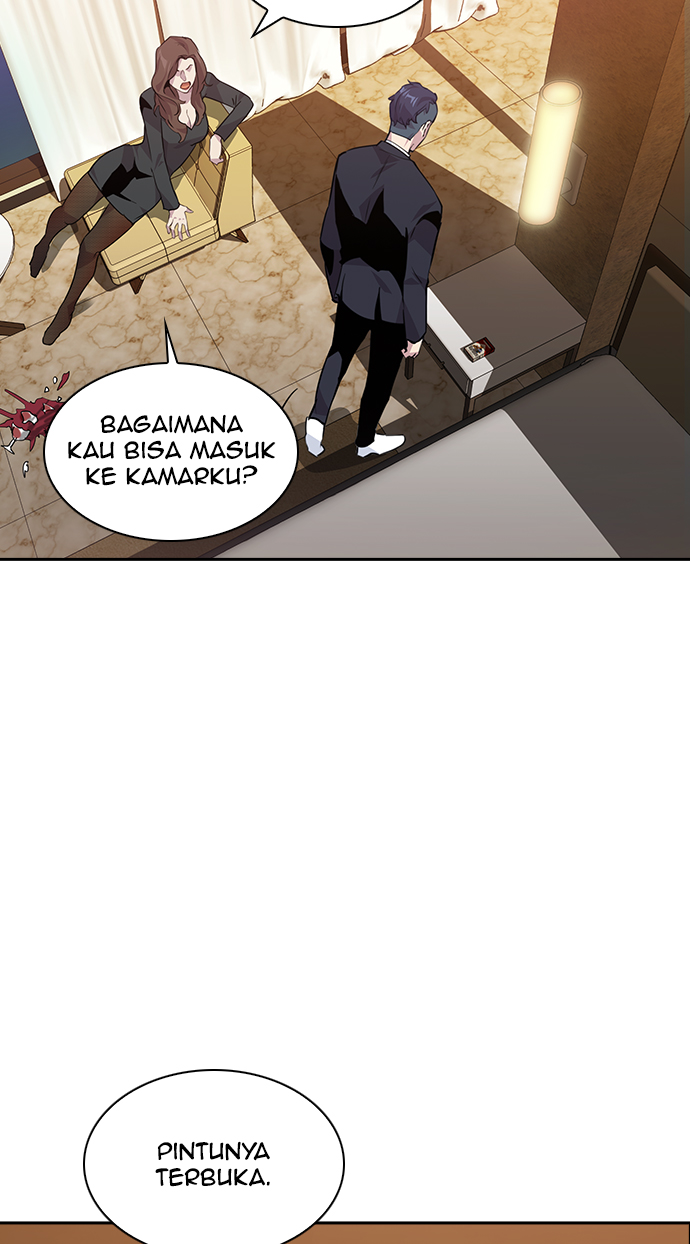 BAGAIMANA
KAU BISA MASUK
KE KAMARKU?
PINTUNYA
TERBUKA.